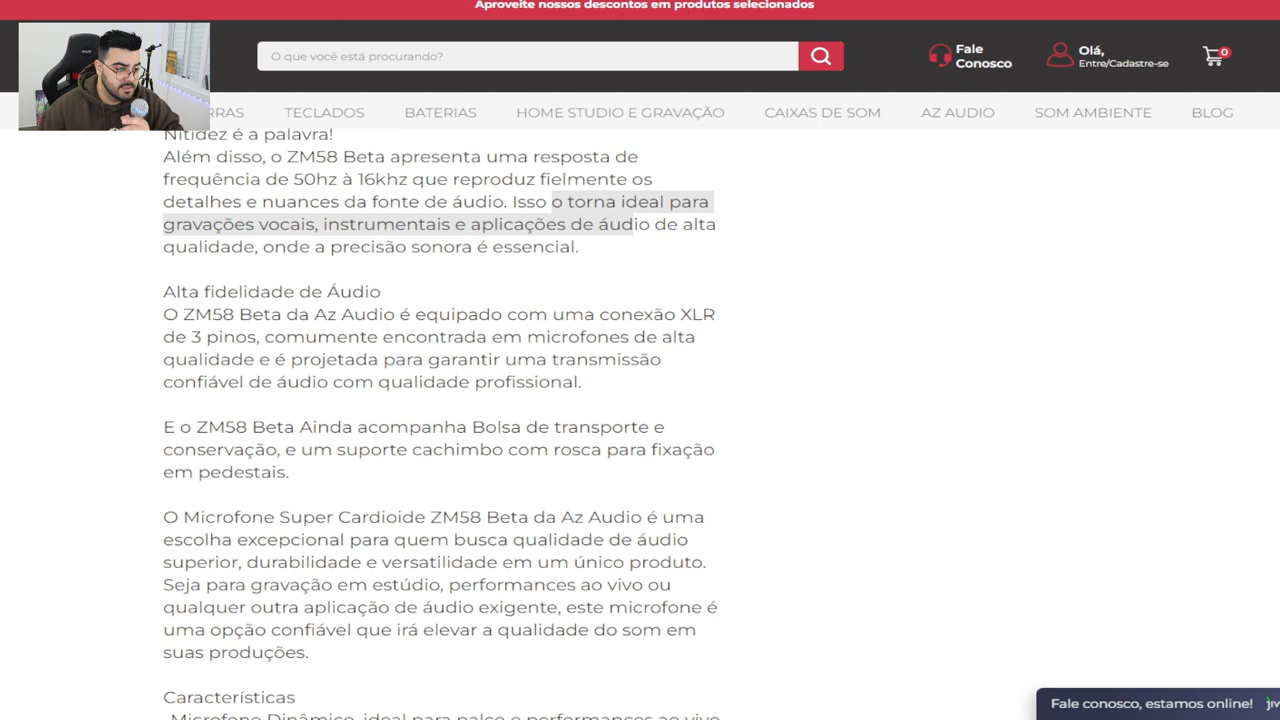 Aproveite nossos descontos em produtos selecionados
O que você está procurando?
Fale
Conosco
Olá,
Entre/Cadastre-se
0
TECLADOS
BATERIAS
HOME STUDIO E GRAVAÇÃO
CAIXAS DE SOM
AZ AUDIO
SOM AMBIENTE
BLOG
Nitidez é a palavra!
Além disso, o ZM58 Beta apresenta uma resposta de
frequência de 50hz à 16khz que reproduz fielmente os
detalhes e nuances da fonte de áudio. Isso o torna ideal para
gravações vocais, instrumentais e aplicações de áudio de alta
qualidade, onde a precisão sonora é essencial.
Alta fidelidade de Áudio
O ZM58 Beta da Az Audio é equipado com uma conexão XLR
de 3 pinos, comumente encontrada em microfones de alta
qualidade e é projetada para garantir uma transmissão
confiável de áudio com qualidade profissional.
E o ZM58 Beta Ainda acompanha Bolsa de transporte e
conservação, e um suporte cachimbo com rosca para fixação
em pedestais.
O Microfone Super Cardioide ZM58 Beta da Az Audio é uma
escolha excepcional para quem busca qualidade de áudio
superior, durabilidade e versatilidade em um único produto.
Seja para gravação em estúdio, performances ao vivo ou
qualquer outra aplicação de áudio exigente, este microfone é
uma opção confiável que irá elevar a qualidade do som em
suas produções.
Características
Microfone Dinâmico, ideal para palco e performances ao vivo
Fale conosco, estamos online!